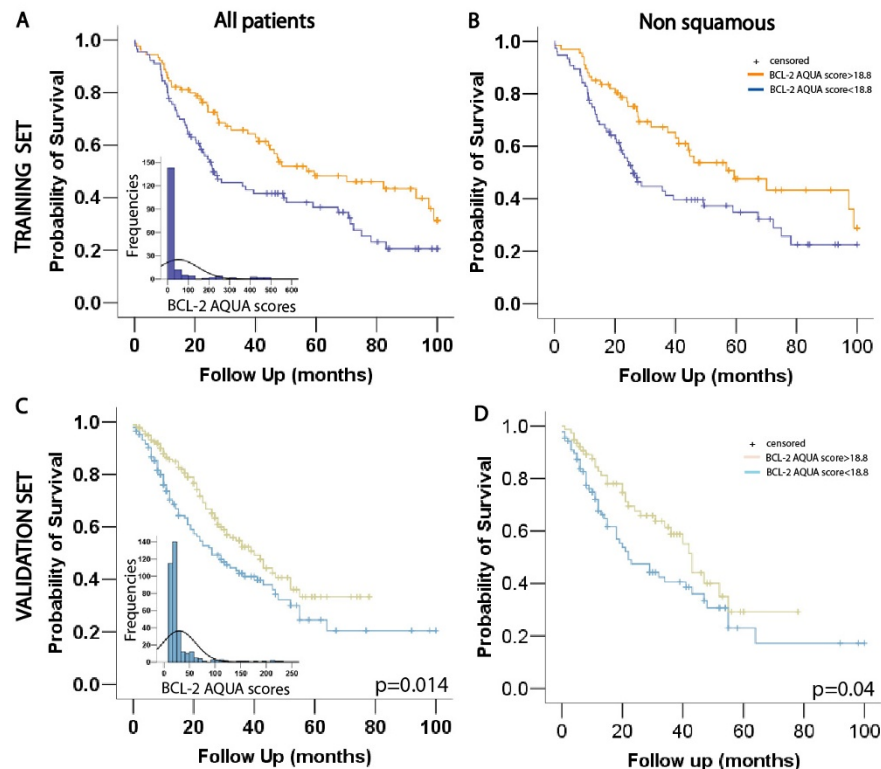 A
All patients
B
Non squamous
TRAINING SET
Probability of Survival
1.0
0.8
0.6
0.4
0.2
0.0
0 20 40 60 80 100
Follow Up (months)
Frequencies
150
120
90
60
30
0
0 100 200 300 400 500 600
BCL-2 AQUA scores
Probability of Survival
1.0
0.8
0.6
0.4
0.2
0.0
+ censored
BCL-2 AQUA score>18.8
BCL-2 AQUA score<18.8
0 20 40 60 80 100
Follow Up (months)
C
D
VALIDATION SET
Probability of Survival
1.0
0.8
0.6
0.4
0.2
0.0
Frequencies
140
120
100
80
60
40
20
0
0 50 100 150 200 250
BCL-2 AQUA scores
p=0.014
0 20 40 60 80 100
Follow Up (months)
Probability of Survival
1.0
0.8
0.6
0.4
0.2
0.0
+ censored
BCL-2 AQUA score>18.8
BCL-2 AQUA score<18.8
p=0.04
0 20 40 60 80 100
Follow up (months)